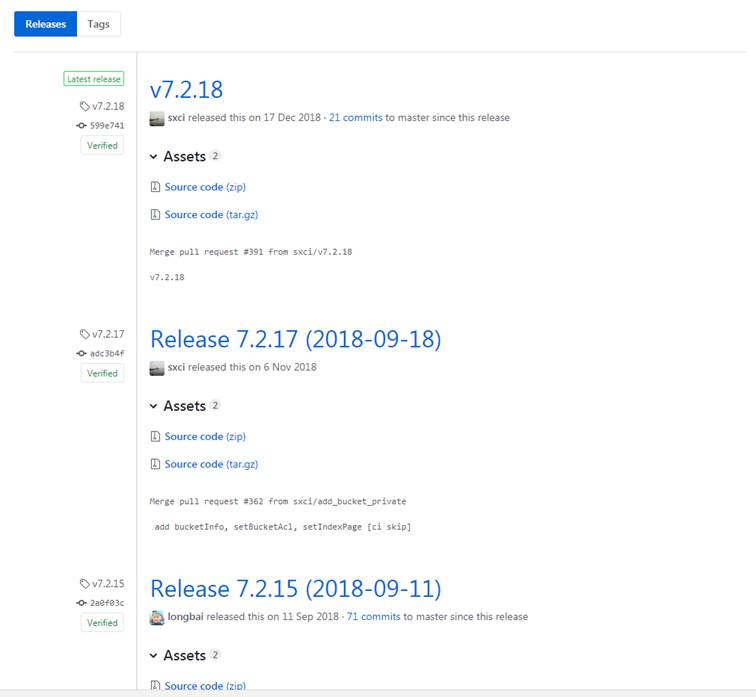 Releases Tags
Latest release
v7.2.18
599e741
Verified
v7.2.18
sxci released this on 17 Dec 2018 · 21 commits to master since this release
Assets 2
Source code (zip)
Source code (tar.gz)
Merge pull request #391 from sxci/v7.2.18
v7.2.18
v7.2.17
adc3b4f
Verified
Release 7.2.17 (2018-09-18)
sxci released this on 6 Nov 2018
Assets 2
Source code (zip)
Source code (tar.gz)
Merge pull request #362 from sxci/add_bucket_private
add bucketInfo, setBucketAcl, setIndexPage [ci skip]
v7.2.15
2a0f03c
Verified
Release 7.2.15 (2018-09-11)
longbai released this on 11 Sep 2018 · 71 commits to master since this release
Assets 2
Source code (zip)